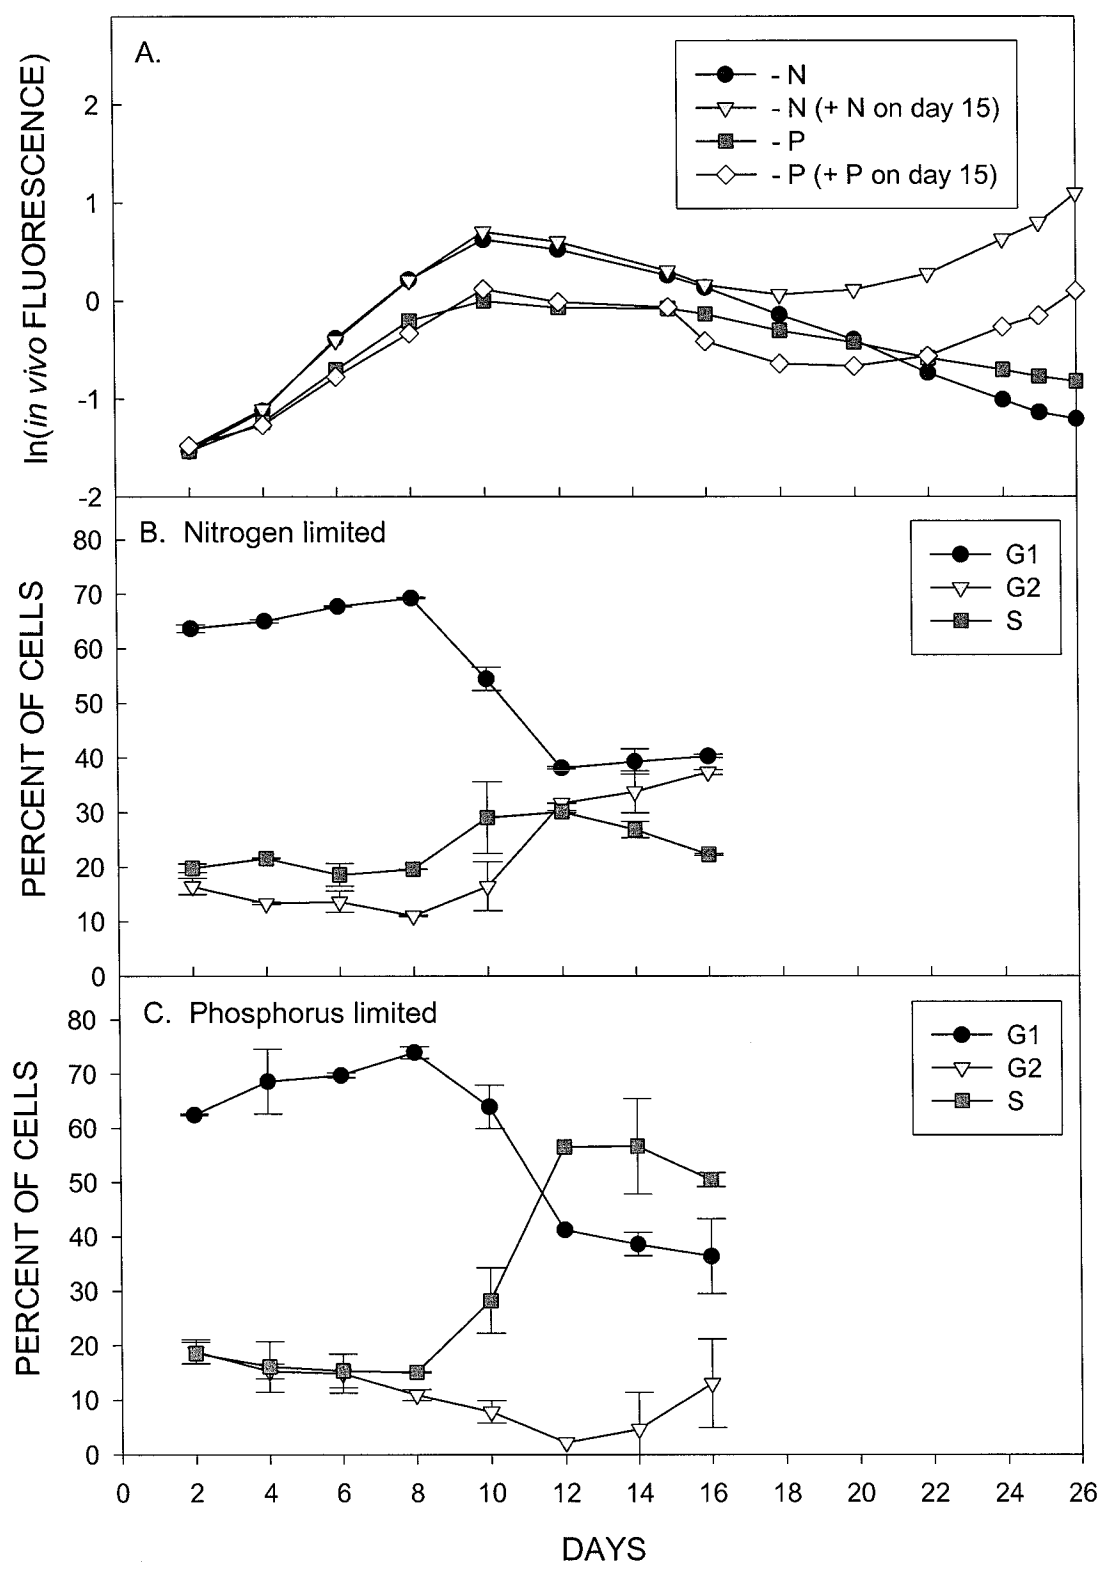 A.
- N
- N (+ N on day 15)
- P
- P (+ P on day 15)
ln(in vivo FLUORESCENCE)
2
1
0
-1
-2
B. Nitrogen limited
G1
G2
S
PERCENT OF CELLS
80
70
60
50
40
30
20
10
0
C. Phosphorus limited
G1
G2
S
PERCENT OF CELLS
80
70
60
50
40
30
20
10
0
0 2 4 6 8 10 12 14 16 18 20 22 24 26
DAYS